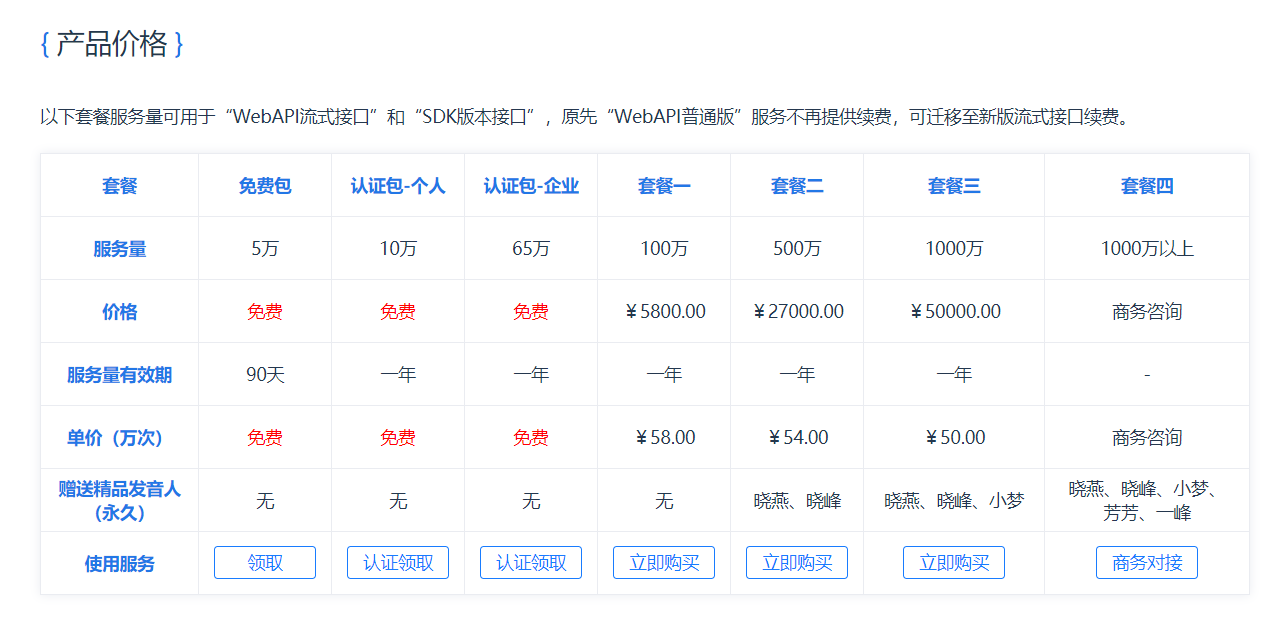 { 产品价格 }
以下套餐服务量可用于“WebAPI流式接口”和“SDK版本接口”，原先“WebAPI普通版”服务不再提供续费，可迁移至新版流式接口续费。
套餐 免费包 认证包-个人 认证包-企业 套餐一 套餐二 套餐三 套餐四
服务量 5万 10万 65万 100万 500万 1000万 1000万以上
价格 免费 免费 免费 ¥5800.00 ¥27000.00 ¥50000.00 商务咨询
服务量有效期 90天 一年 一年 一年 一年 一年 -
单价（万次） 免费 免费 免费 ¥58.00 ¥54.00 ¥50.00 商务咨询
赠送精品发音人
（永久） 无 无 无 无 晓燕、晓峰 晓燕、晓峰、小梦 晓燕、晓峰、小梦、
芳芳、一峰
使用服务 领取 认证领取 认证领取 立即购买 立即购买 立即购买 商务对接